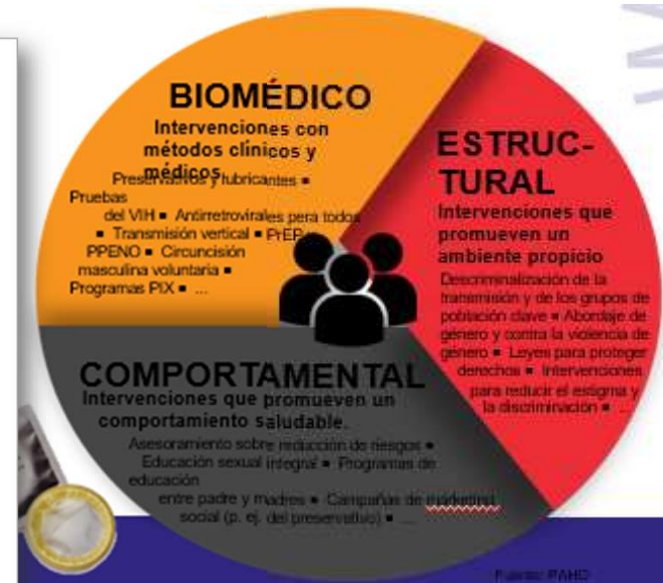 BIOMÉDICO
Intervenciones con
métodos clínicos y
médicos
Preservativos y lubricantes ■
Pruebas
del VIH ■ Antirretrovirales pera todos
■ Transmisión vertical ■ PrEP ■
PPENO ■ Circuncisión
masculina voluntaria ■
Programas PIX ■ ...
ESTRUC-
TURAL
Intervenciones que
promueven un
ambiente propicio
Descriminalización de la
transmisión y de los grupos de
población clave ■ Abordaje de
género y contra la violencia de
género ■ Leyes para proteger
derechos ■ Intervenciones
para reducir el estigma y
la discriminación ■ ...
COMPORTAMENTAL
Intervenciones que promueven un
comportamiento saludable.
Asesoramiento sobre reducción de riesgos ■
Educación sexual integral ■ Programas de
educación
entre padre y madres ■ Campañas de marketing
social (p. ej. del preservativo) ■ ...
Fuente: PAHO